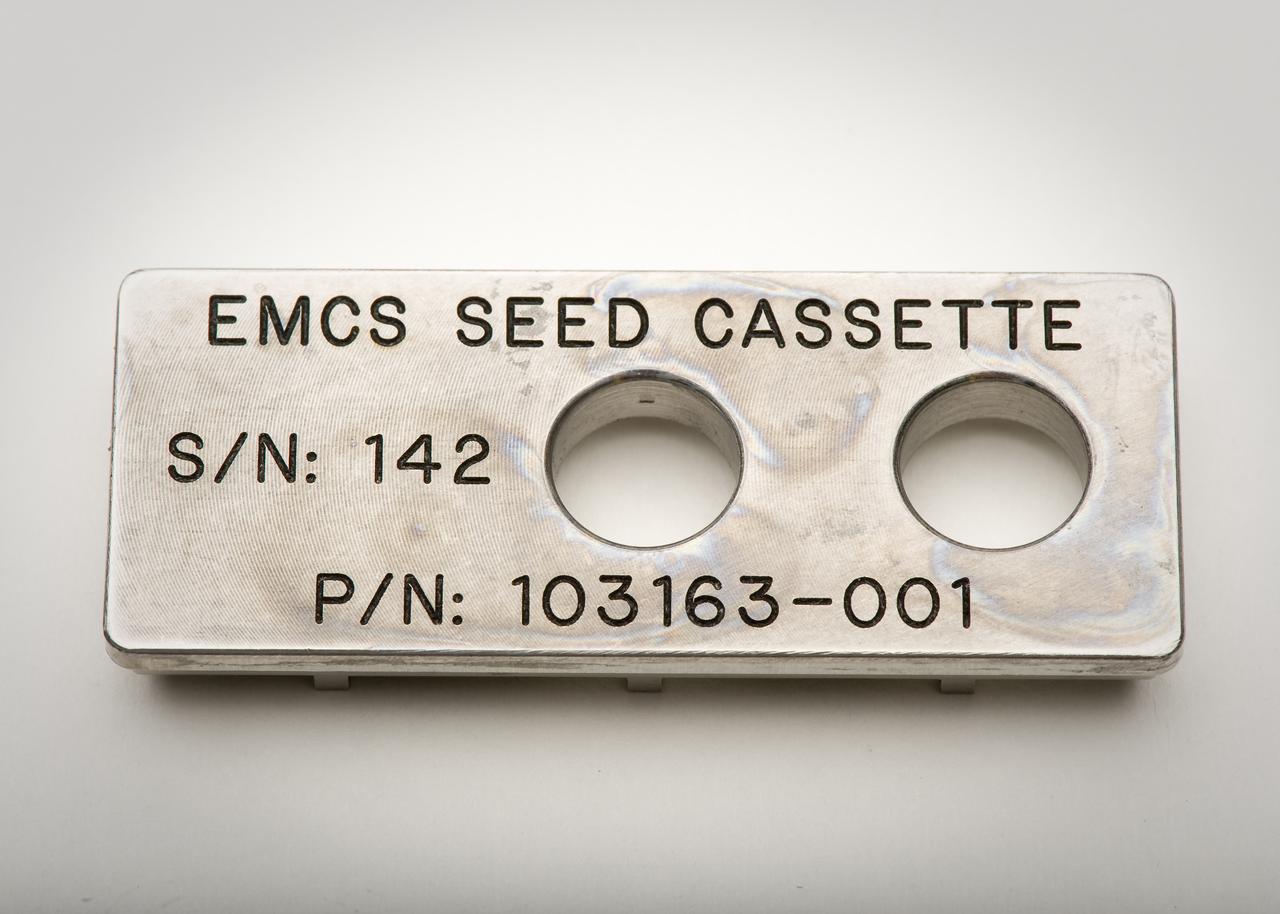 EMCS SEED CASSETTE
S/N: 142
P/N: 103163-001